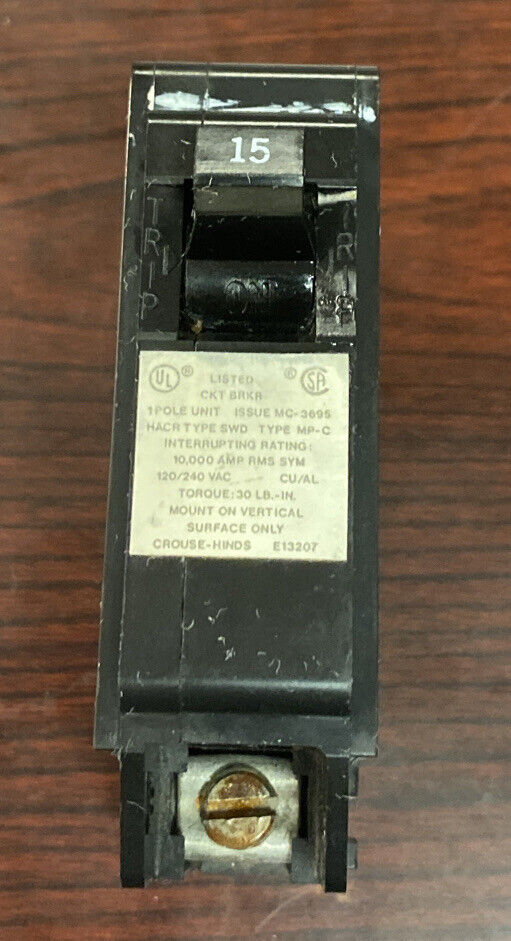 15
TRIP
TRIP
ON
UL ® ® SA
LISTED
CKT BRKR
1 POLE UNIT ISSUE MC-3695
HACR TYPE SWD TYPE MP-C
INTERRUPTING RATING:
10,000 AMP RMS SYM
120/240 VAC CU/AL
TORQUE: 30 LB.-IN.
MOUNT ON VERTICAL
SURFACE ONLY
CROUSE-HINDS E13207